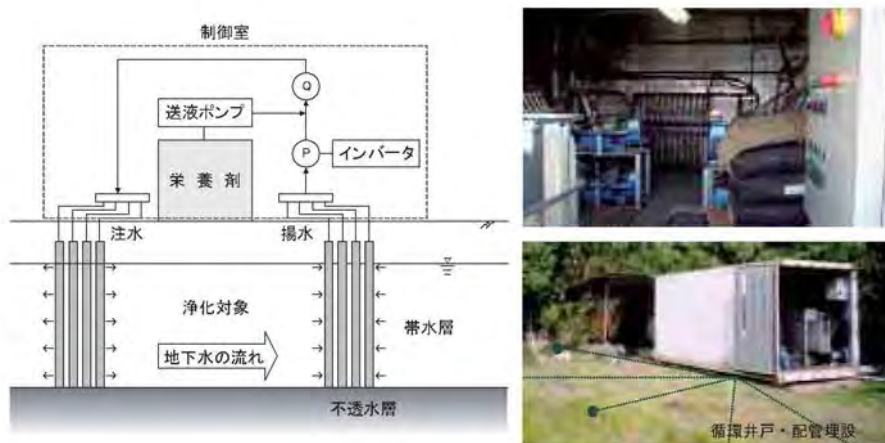 制御室
Q
送液ポンプ
P
インバータ
栄養剤
注水
揚水
浄化対象
帯水層
地下水の流れ
不透水層
循環井戸・配管埋設